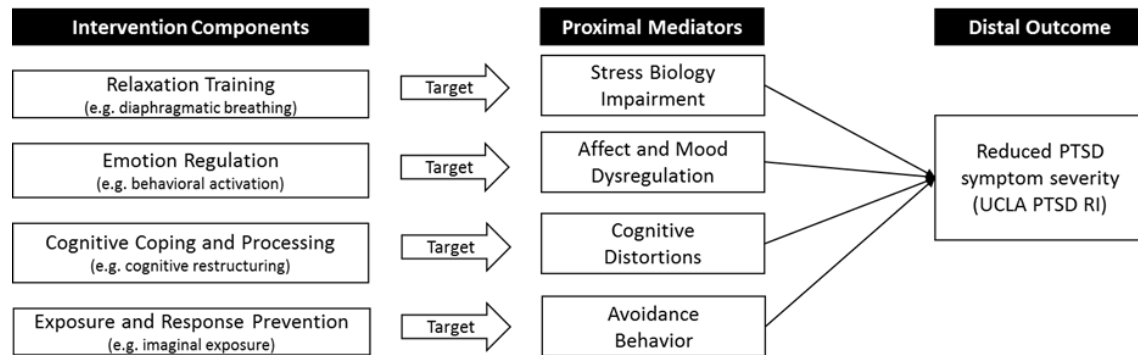 Intervention Components
Proximal Mediators
Distal Outcome
Relaxation Training
(e.g. diaphragmatic breathing)
Target
Stress Biology
Impairment
Emotion Regulation
(e.g. behavioral activation)
Target
Affect and Mood
Dysregulation
Cognitive Coping and Processing
(e.g. cognitive restructuring)
Target
Cognitive
Distortions
Exposure and Response Prevention
(e.g. imaginal exposure)
Target
Avoidance
Behavior
Reduced PTSD
symptom severity
(UCLA PTSD RI)